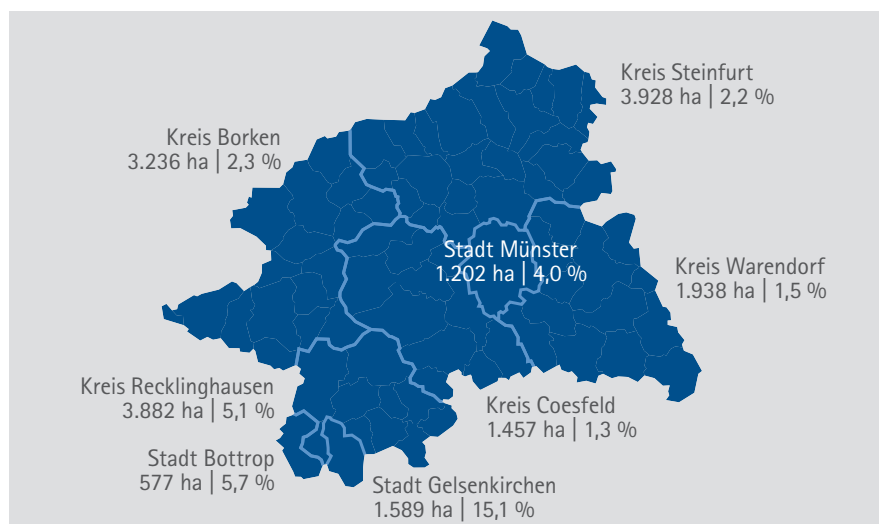 Kreis Steinfurt
3.928 ha | 2,2 %
Kreis Borken
3.236 ha | 2,3 %
Stadt Münster
1.202 ha | 4,0 %
Kreis Warendorf
1.938 ha | 1,5 %
Kreis Recklinghausen
3.882 ha | 5,1 %
Kreis Coesfeld
1.457 ha | 1,3 %
Stadt Bottrop
577 ha | 5,7 %
Stadt Gelsenkirchen
1.589 ha | 15,1 %